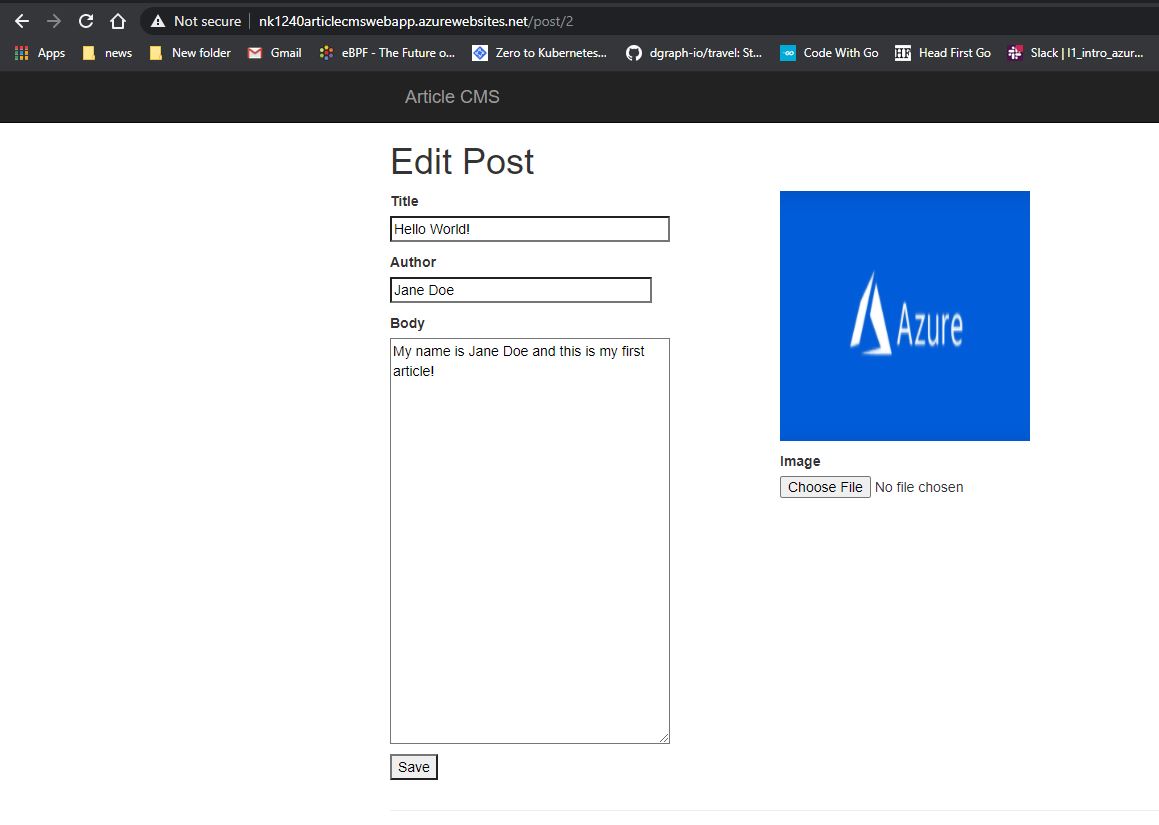 Not secure nk1240articlecmswebapp.azurewebsites.net/post/2
Apps news New folder Gmail eBPF - The Future o... Zero to Kubernetes... dgraph-io/travel: St... Code With Go HF Head First Go Slack | l1_intro_azur...
Article CMS
Edit Post
Title
Hello World!
Author
Jane Doe
Body
My name is Jane Doe and this is my first
article!
Save
Azure
Image
Choose File No file chosen